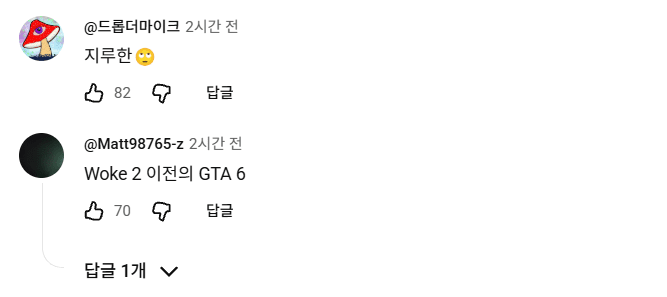 @드롭더마이크 2시간 전
지루한 🙄
82 답글
@Matt98765-z 2시간 전
Woke 2 이전의 GTA 6
70 답글
답글 1개